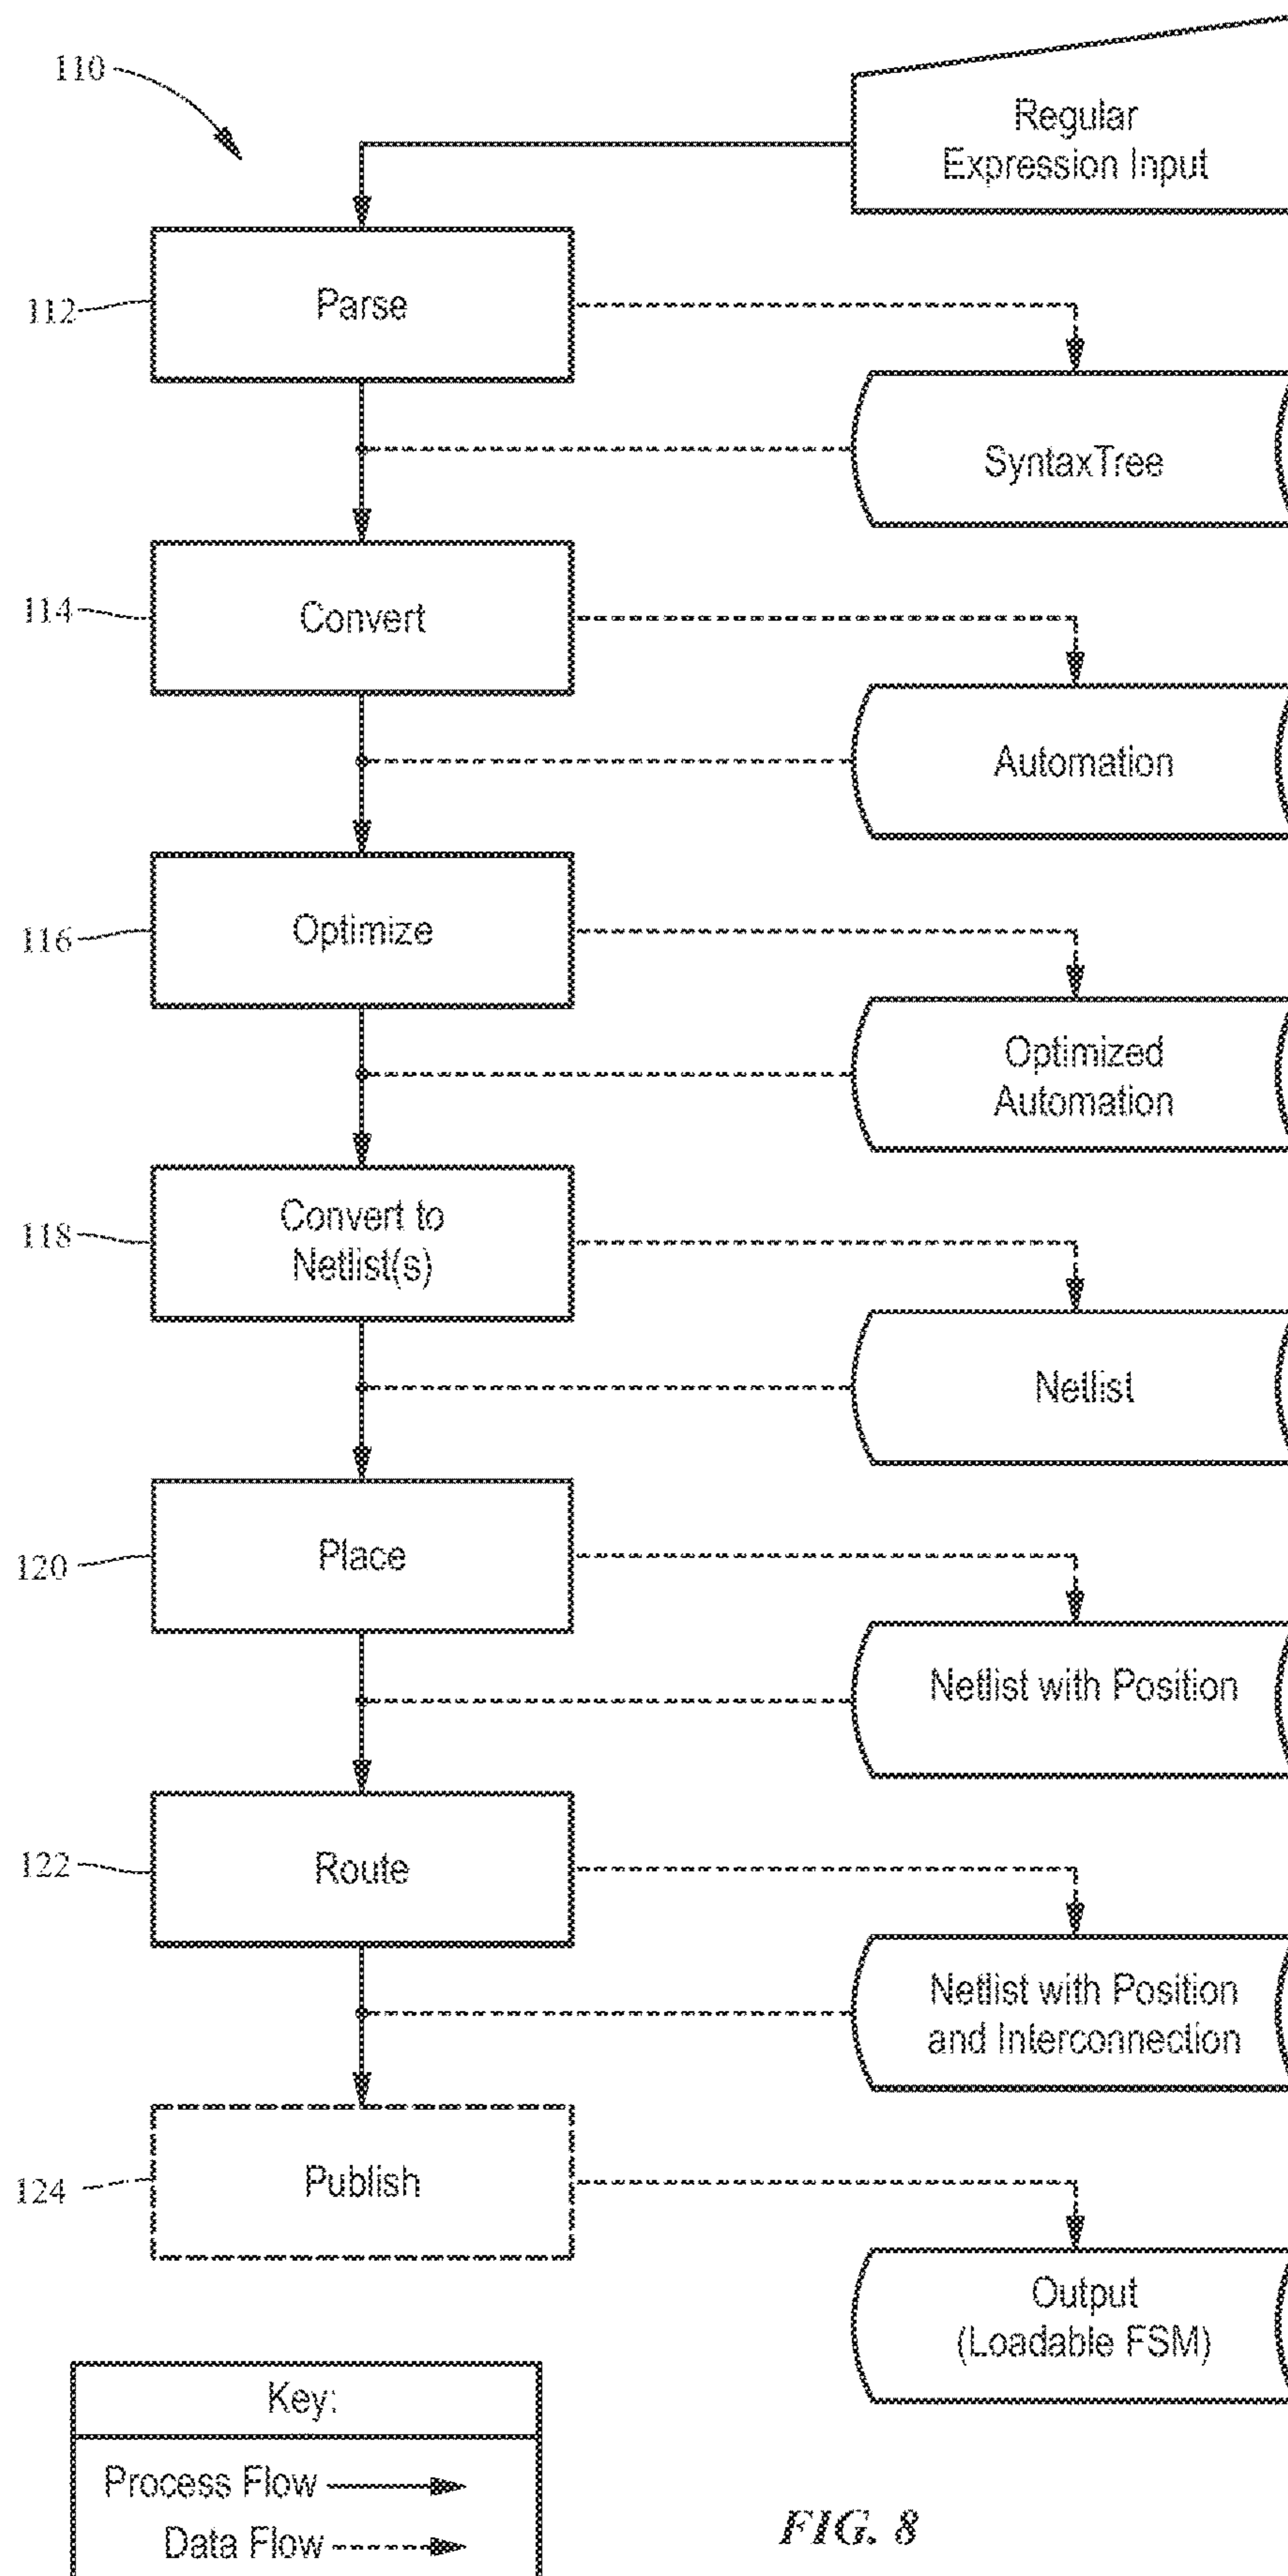 110
Regular
Expression Input
112
Parse
SyntaxTree
114
Convert
Automation
116
Optimize
Optimized
Automation
118
Convert to
Netlist(s)
Netlist
120
Place
Netlist with Position
122
Route
Netlist with Position
and Interconnection
124
Publish
Output
(Loadable FSM)
Key:
Process Flow
Data Flow
FIG. 8